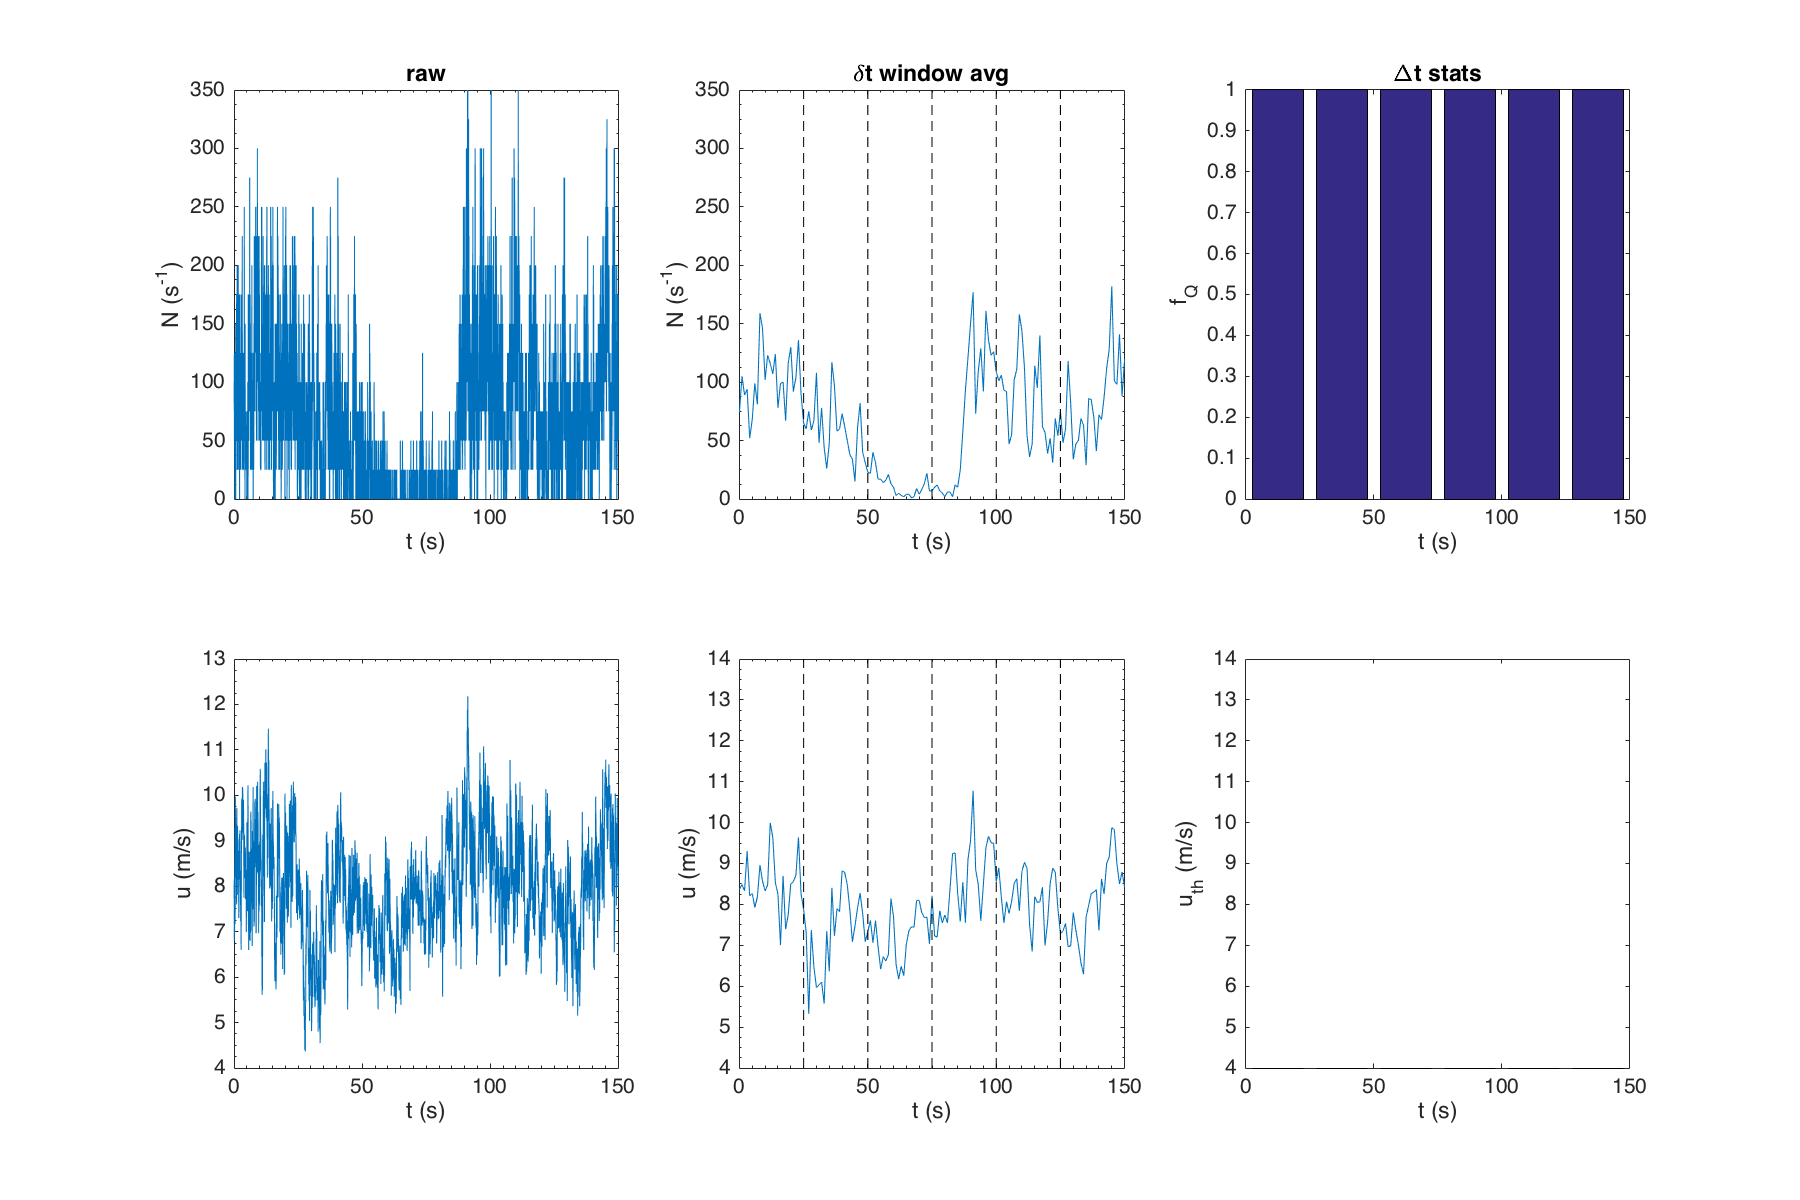 raw
350
300
250
200
150
100
50
0
N (s⁻¹)
0 50 100 150
t (s)
δt window avg
350
300
250
200
150
100
50
0
N (s⁻¹)
0 50 100 150
t (s)
Δt stats
1
0.9
0.8
0.7
0.6
0.5
0.4
0.3
0.2
0.1
0
f_Q
0 50 100 150
t (s)
13
12
11
10
9
8
7
6
5
4
u (m/s)
0 50 100 150
t (s)
14
13
12
11
10
9
8
7
6
5
4
u (m/s)
0 50 100 150
t (s)
14
13
12
11
10
9
8
7
6
5
4
u_th (m/s)
0 50 100 150
t (s)